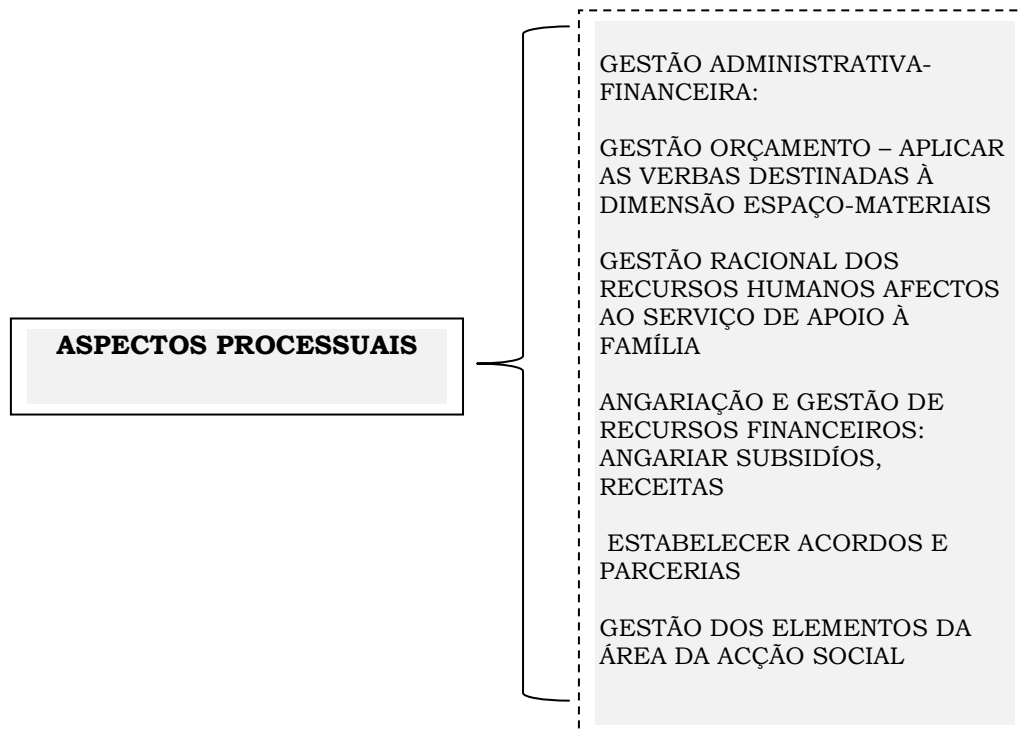 ASPECTOS PROCESSUAIS
GESTÃO ADMINISTRATIVA-
FINANCEIRA:
GESTÃO ORÇAMENTO – APLICAR
AS VERBAS DESTINADAS À
DIMENSÃO ESPAÇO-MATERIAIS
GESTÃO RACIONAL DOS
RECURSOS HUMANOS AFECTOS
AO SERVIÇO DE APOIO À
FAMÍLIA
ANGARIAÇÃO E GESTÃO DE
RECURSOS FINANCEIROS:
ANGARIAR SUBSIDÍOS,
RECEITAS
ESTABELECER ACORDOS E
PARCERIAS
GESTÃO DOS ELEMENTOS DA
ÁREA DA ACÇÃO SOCIAL